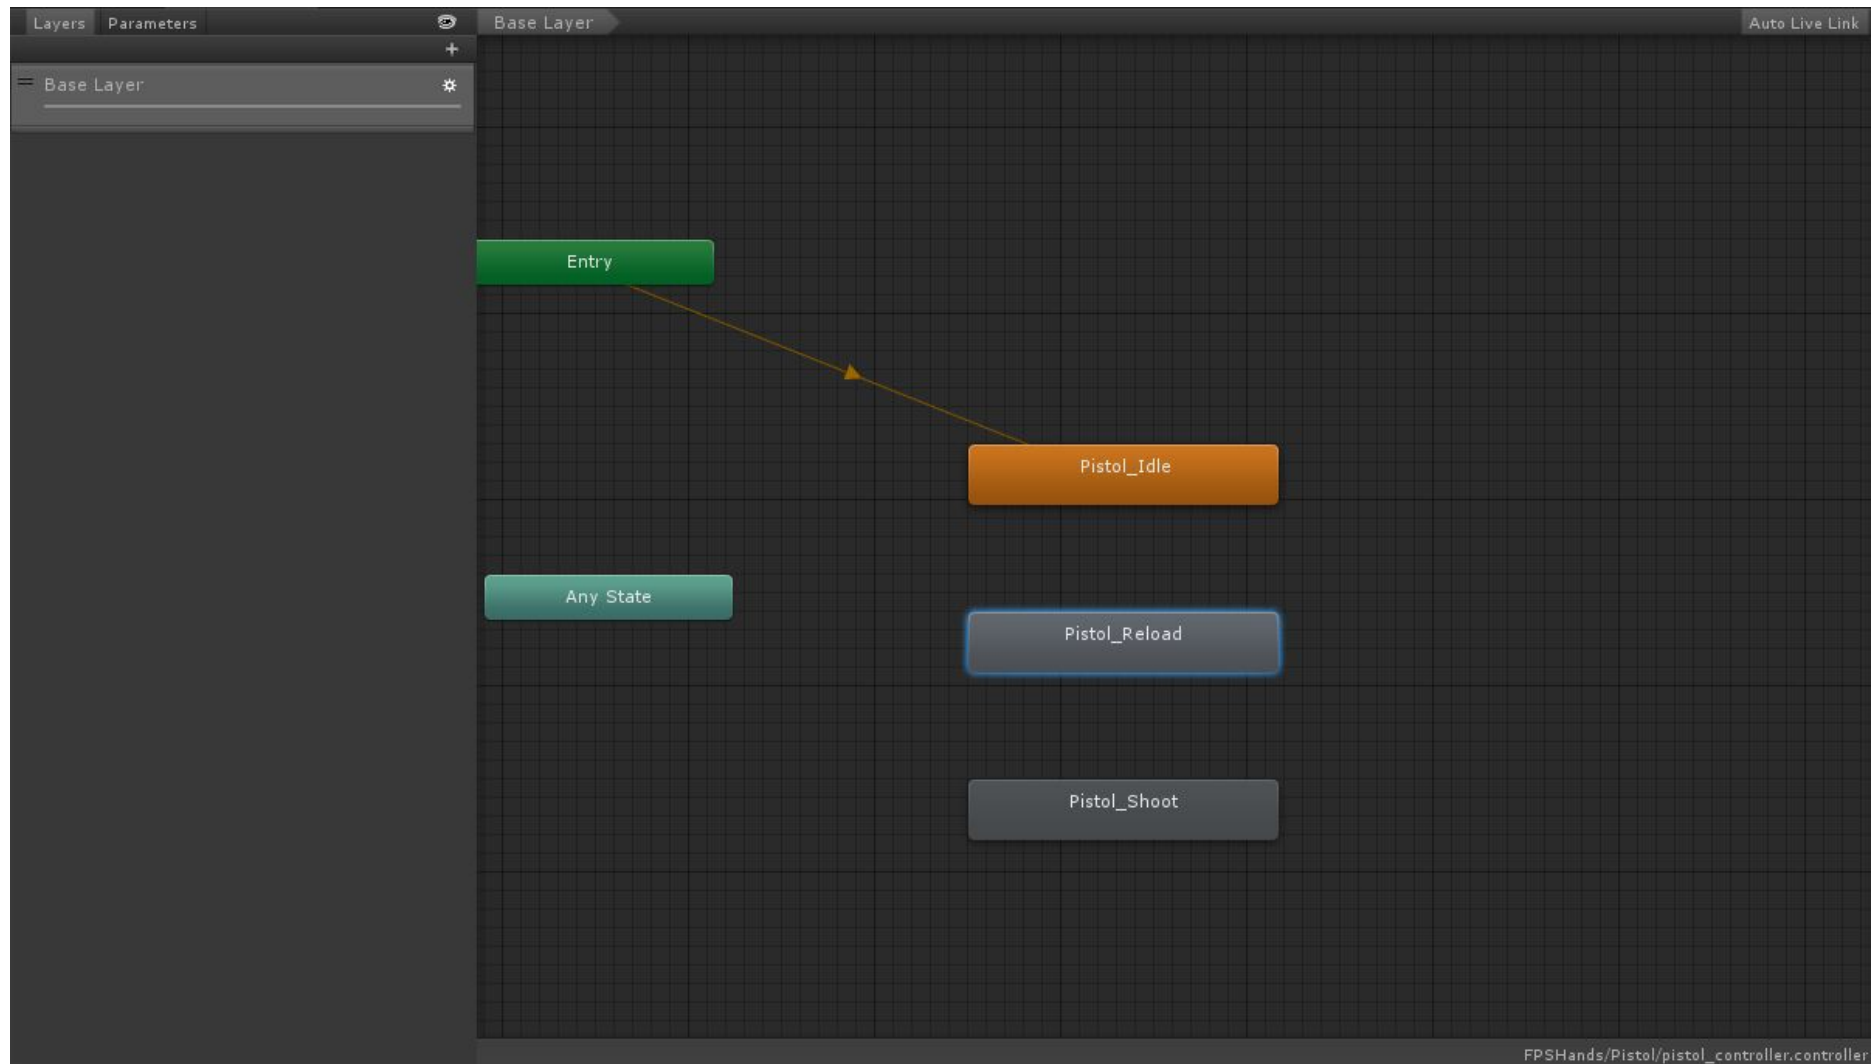 Layers Parameters
Base Layer
Auto Live Link
Base Layer
Entry
Pistol_Idle
Any State
Pistol_Reload
Pistol_Shoot
FPSHands/Pistol/pistol_controller.controller